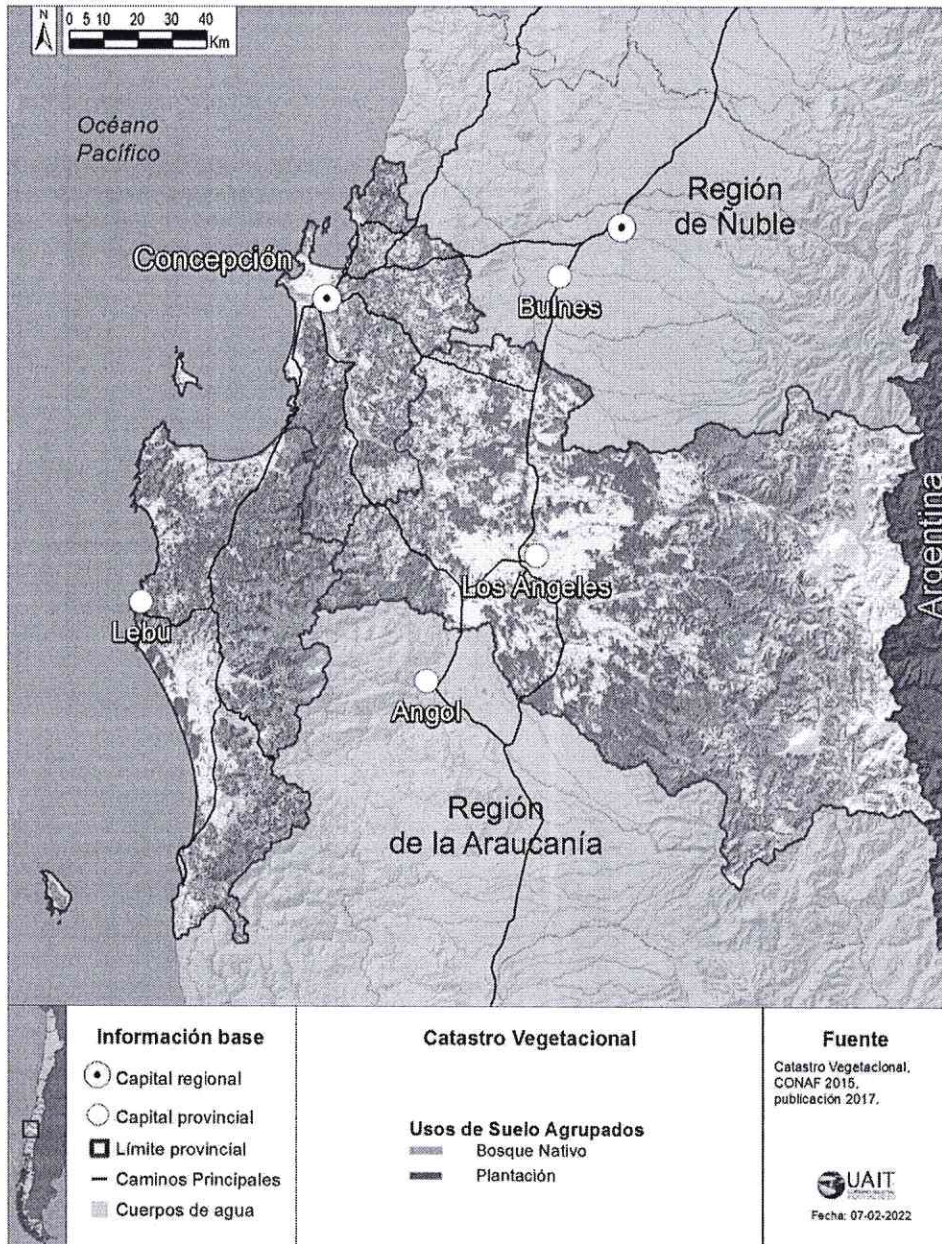 N
0 5 10 20 30 40
Km
Océano
Pacífico
Región
de Ñuble
Concepción
Bulnes
Argentina
Los Angeles
Lebu
Angol
Región
de la Araucanía
Información base
Capital regional
Capital provincial
Límite provincial
Caminos Principales
Cuerpos de agua
Catastro Vegetacional
Usos de Suelo Agrupados
Bosque Nativo
Plantación
Fuente
Catastro Vegetacional,
CONAF 2015,
publicación 2017.
UAIT
Fecha: 07-02-2022